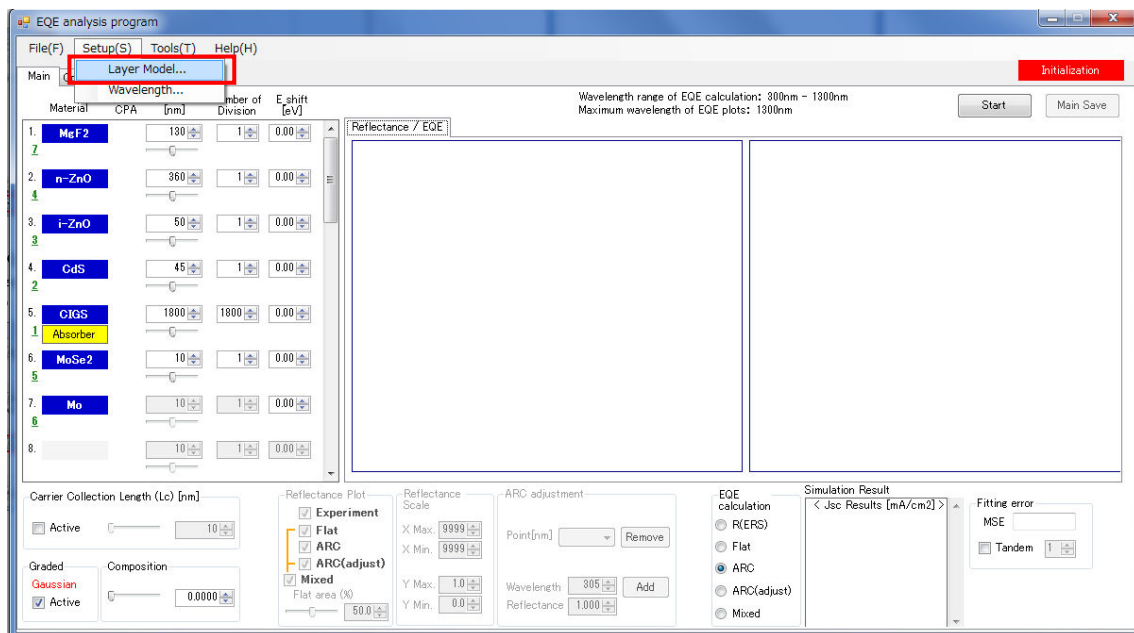 EQE analysis program
File(F) Setup(S) Tools(T) Help(H)
Layer Model...
Wavelength...
Initialization
Main
Material CPA [nm] Division E_shift [eV]
Wavelength range of EQE calculation: 300nm - 1300nm
Maximum wavelength of EQE plots: 1300nm
Start Main Save
Reflectance / EQE
1. MgF2 130 1 0.00
7
2. n-ZnO 360 1 0.00
4
3. i-ZnO 50 1 0.00
3
4. CdS 45 1 0.00
2
5. CIGS 1800 1800 0.00
1 Absorber
6. MoSe2 10 1 0.00
5
7. Mo 10 1 0.00
6
8. 10 1 0.00
Carrier Collection Length (Lc) [nm]
Active 10
Graded
Gaussian
Active
Composition
0.0000
Reflectance Plot
Experiment
Flat
ARC
ARC(adjust)
Mixed
Flat area (%)
50.0
Reflectance Scale
X Max. 9999
X Min. 9999
Y Max. 1.0
Y Min. 0.0
ARC adjustment
Point[nm] Remove
Wavelength 305 Add
Reflectance 1.000
EQE calculation
R(ERS)
Flat
ARC
ARC(adjust)
Mixed
Simulation Result
< Jsc Results [mA/cm2] >
Fitting error
MSE
Tandem 1